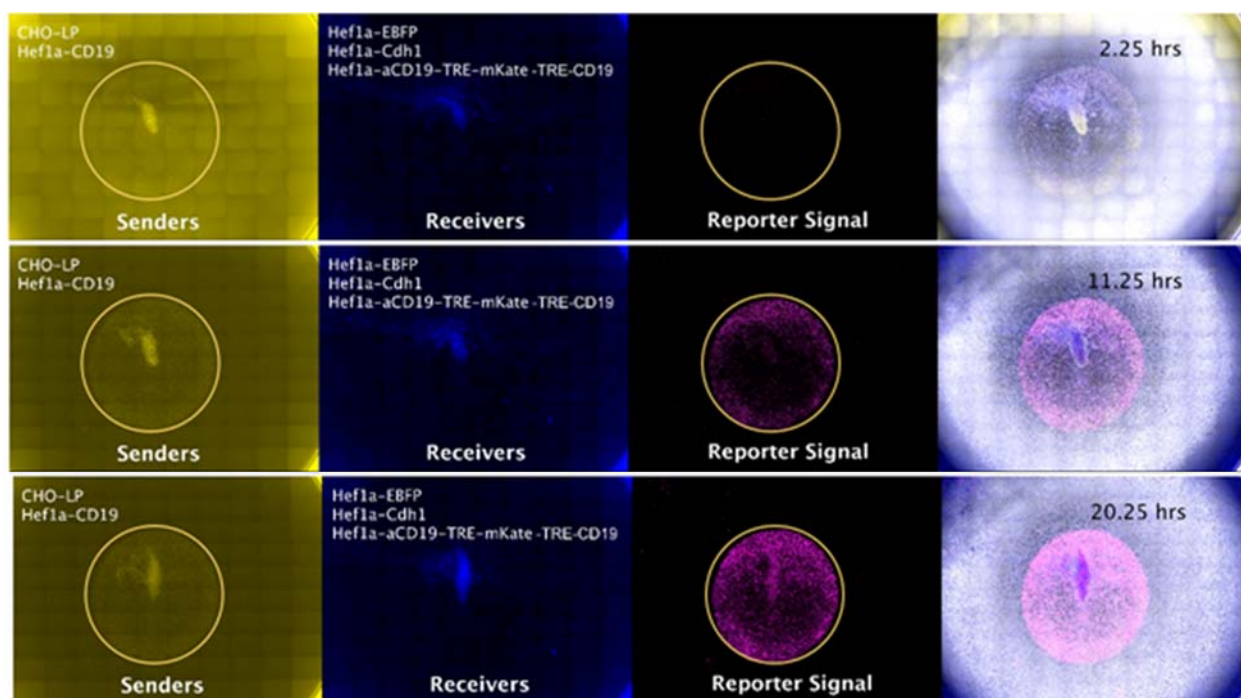 CHO-LP
Hef1a-CD19
Senders
Hef1a-EBFP
Hef1a-Cdh1
Hef1a-aCD19-TRE-mKate-TRE-CD19
Receivers
Reporter Signal
2.25 hrs
CHO-LP
Hef1a-CD19
Senders
Hef1a-EBFP
Hef1a-Cdh1
Hef1a-aCD19-TRE-mKate-TRE-CD19
Receivers
Reporter Signal
11.25 hrs
CHO-LP
Hef1a-CD19
Senders
Hef1a-EBFP
Hef1a-Cdh1
Hef1a-aCD19-TRE-mKate-TRE-CD19
Receivers
Reporter Signal
20.25 hrs